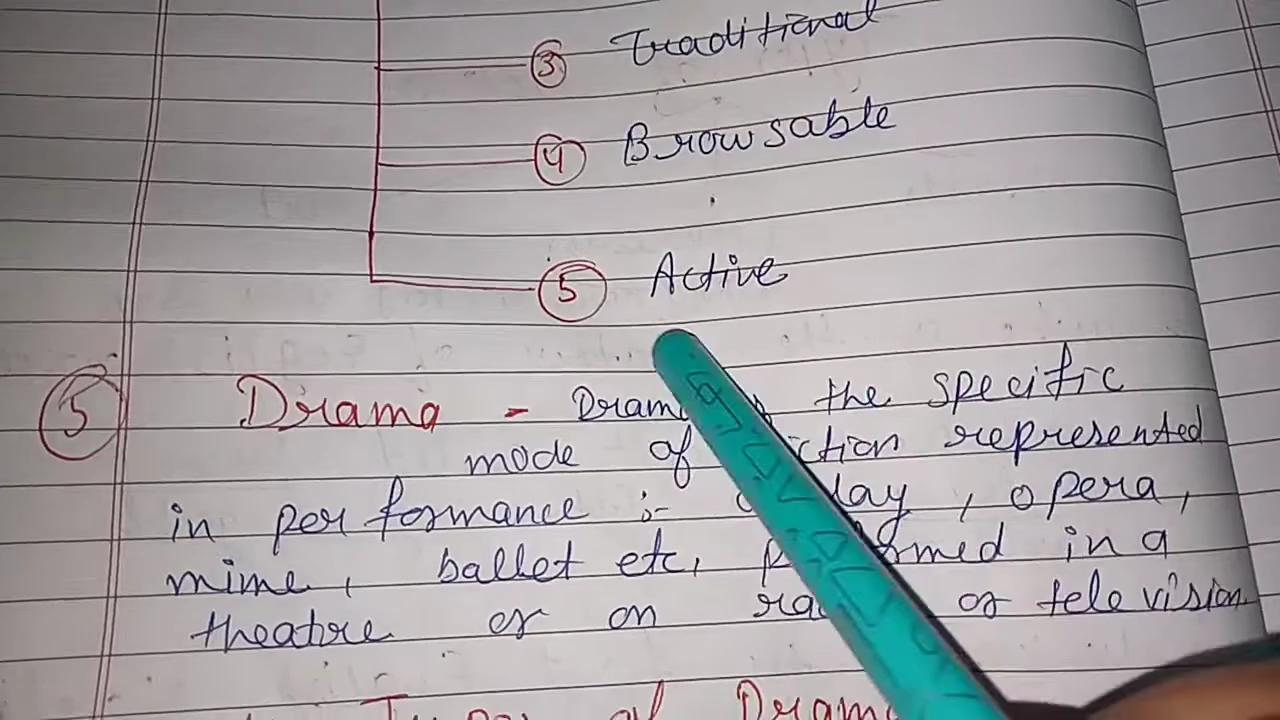 ③ Traditional
④ Browsable
⑤ Active
⑤ Drama - the specific
mode of represented
in performance :- , opera,
mime, ballet etc, in a
theatre or on or television.
of Drama